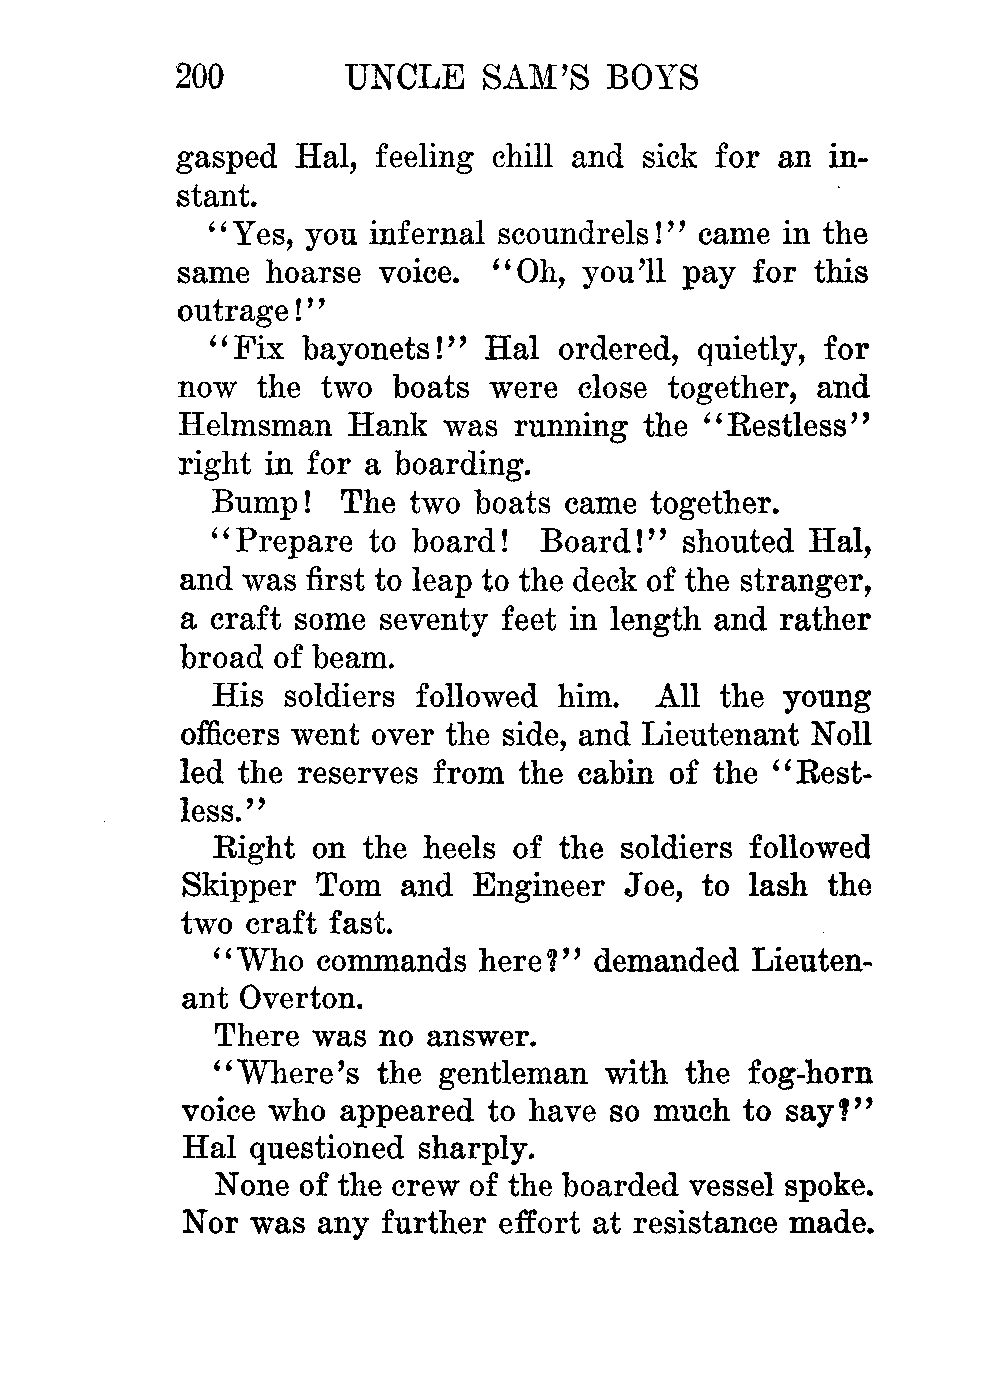 200 UNCLE SAM'S BOYS
gasped Hal, feeling chill and sick for an in-
stant.
"Yes, you infernal scoundrels!" came in the
same hoarse voice. "Oh, you'll pay for this
outrage!"
"Fix bayonets!" Hal ordered, quietly, for
now the two boats were close together, and
Helmsman Hank was running the "Restless"
right in for a boarding.
Bump! The two boats came together.
"Prepare to board! Board!" shouted Hal,
and was first to leap to the deck of the stranger,
a craft some seventy feet in length and rather
broad of beam.
His soldiers followed him. All the young
officers went over the side, and Lieutenant Noll
led the reserves from the cabin of the "Rest-
less."
Right on the heels of the soldiers followed
Skipper Tom and Engineer Joe, to lash the
two craft fast.
"Who commands here?" demanded Lieuten-
ant Overton.
There was no answer.
"Where's the gentleman with the fog-horn
voice who appeared to have so much to say?"
Hal questioned sharply.
None of the crew of the boarded vessel spoke.
Nor was any further effort at resistance made.